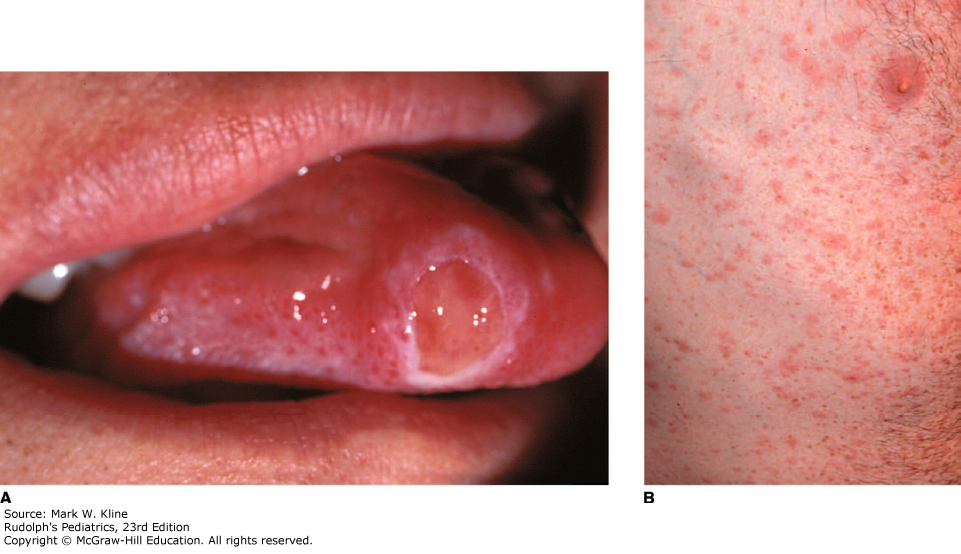 A
B
Source: Mark W. Kline
Rudolph's Pediatrics, 23rd Edition
Copyright © McGraw-Hill Education. All rights reserved.